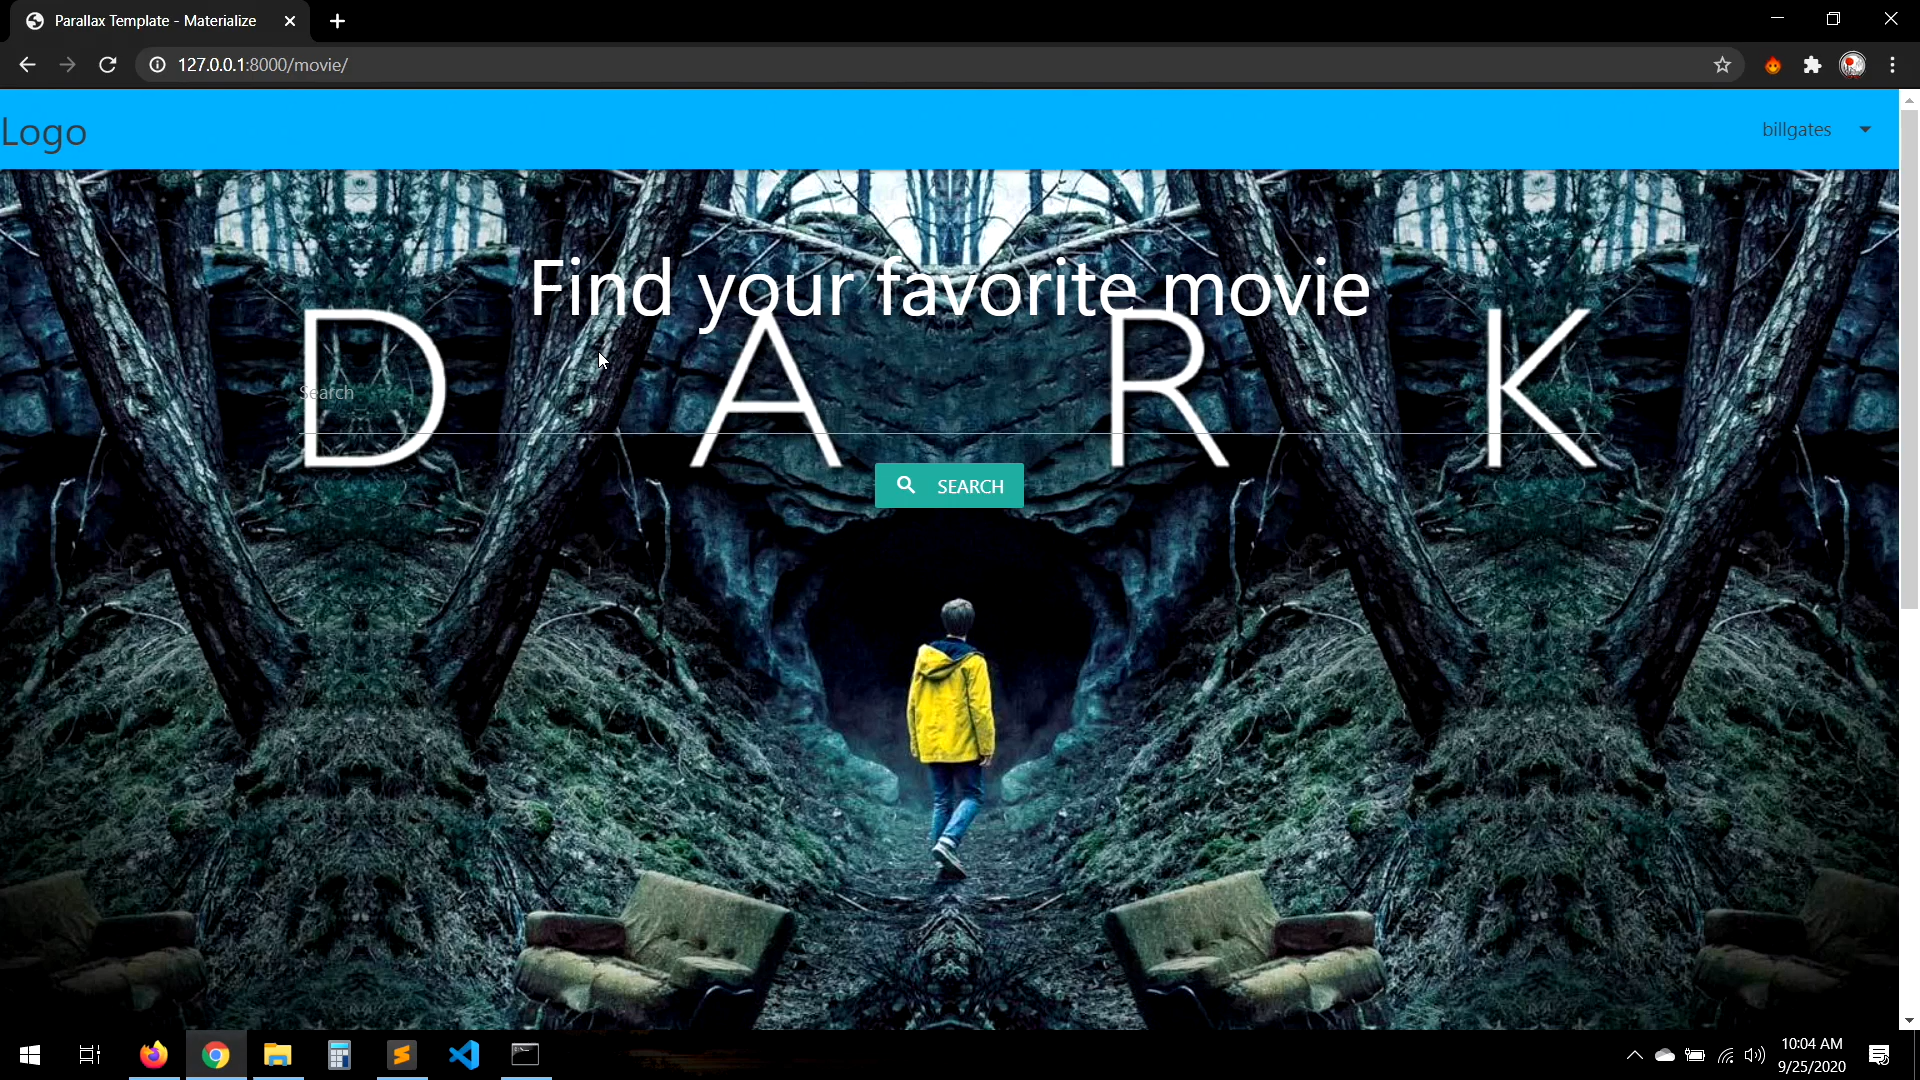 Parallax Template - Materialize
127.0.0.1:8000/movie/
Logo
billgates
Find your favorite movie
D A R K
Search
SEARCH
10:04 AM
9/25/2020